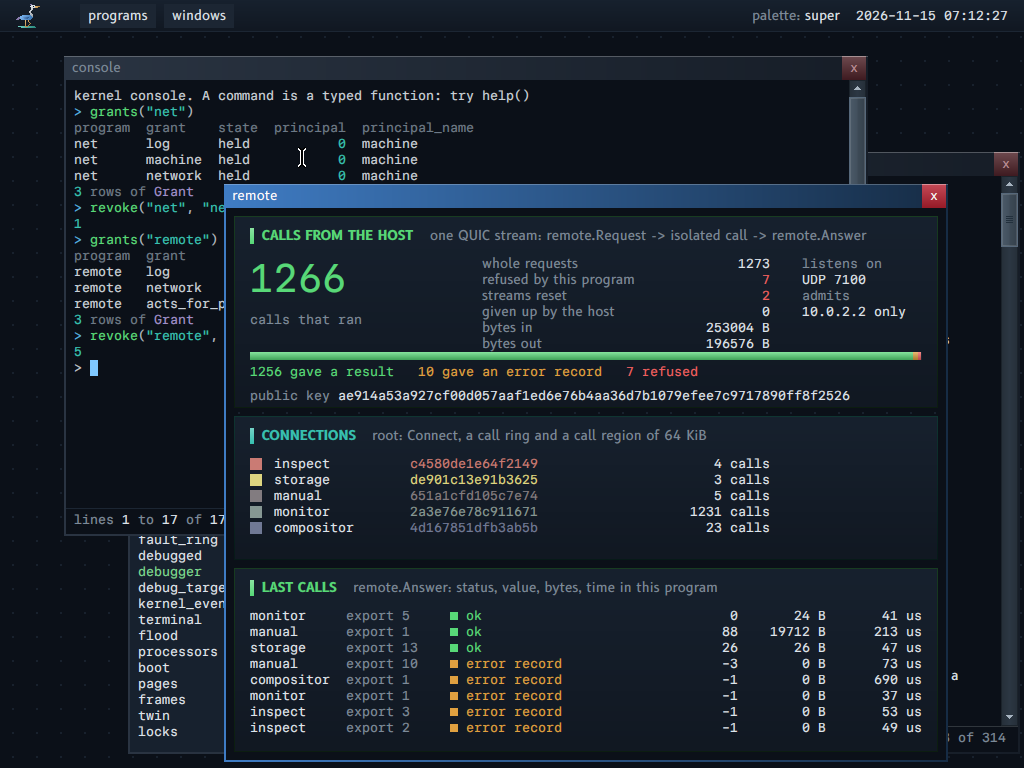 programs windows palette: super 2026-11-15 07:12:27
console x
kernel console. A command is a typed function: try help()
> grants("net")
program grant state principal principal_name
net log held 0 machine
net machine held 0 machine
net network held 0 machine
3 rows of Grant
> revoke("net", "ne
1
> grants("remote")
program grant
remote log
remote network
remote acts_for_p
3 rows of Grant
> revoke("remote",
5
>
lines 1 to 17 of 17
x
remote x
CALLS FROM THE HOST one QUIC stream: remote.Request -> isolated call -> remote.Answer
1266
calls that ran
whole requests 1273
refused by this program 7
streams reset 2
given up by the host 0
bytes in 253004 B
bytes out 196576 B
listens on
UDP 7100
admits
10.0.2.2 only
1256 gave a result 10 gave an error record 7 refused
public key ae914a53a927cf00d057aaf1ed6e76b4aa36d7b1079efee7c9717890ff8f2526
CONNECTIONS root: Connect, a call ring and a call region of 64 KiB
inspect c4580de1e64f2149 4 calls
storage de901c13e91b3625 3 calls
manual 651a1cfd105c7e74 5 calls
monitor 2a3e76e78c911671 1231 calls
compositor 4d167851dfb3ab5b 23 calls
LAST CALLS remote.Answer: status, value, bytes, time in this program
monitor export 5 ok 0 24 B 41 us
manual export 1 ok 88 19712 B 213 us
storage export 13 ok 26 26 B 47 us
manual export 10 error record -3 0 B 73 us
compositor export 1 error record -1 0 B 690 us
monitor export 1 error record -1 0 B 37 us
inspect export 3 error record -1 0 B 53 us
inspect export 2 error record -1 0 B 49 us
fault_ring
debugged
debugger
debug_targe
kernel_even
terminal
flood
processors
boot
pages
frames
twin
locks
a
of 314